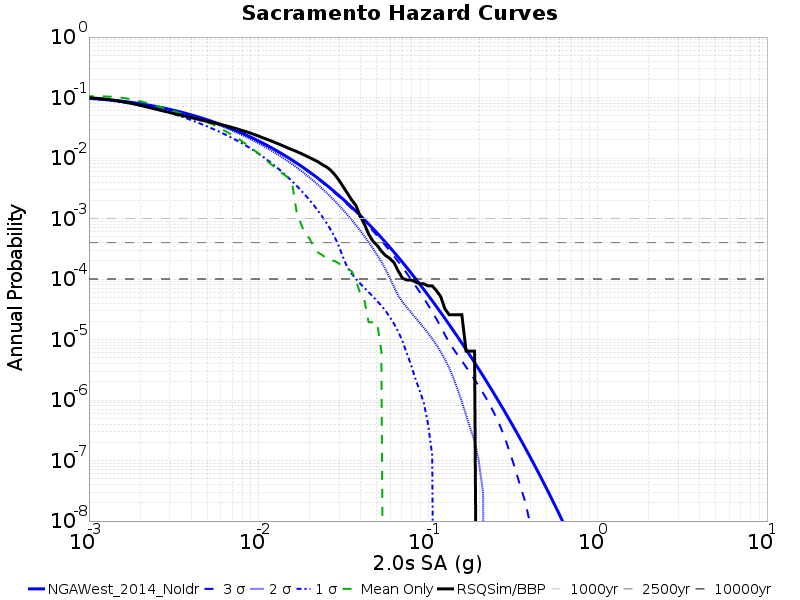 Sacramento Hazard Curves
10^0
10^-1
10^-2
10^-3
10^-4
10^-5
10^-6
10^-7
10^-8
Annual Probability
10^-3 10^-2 10^-1 10^0 10^1
2.0s SA (g)
NGAWest_2014_NoIdr 3 σ 2 σ 1 σ Mean Only RSQSim/BBP 1000yr 2500yr 10000yr